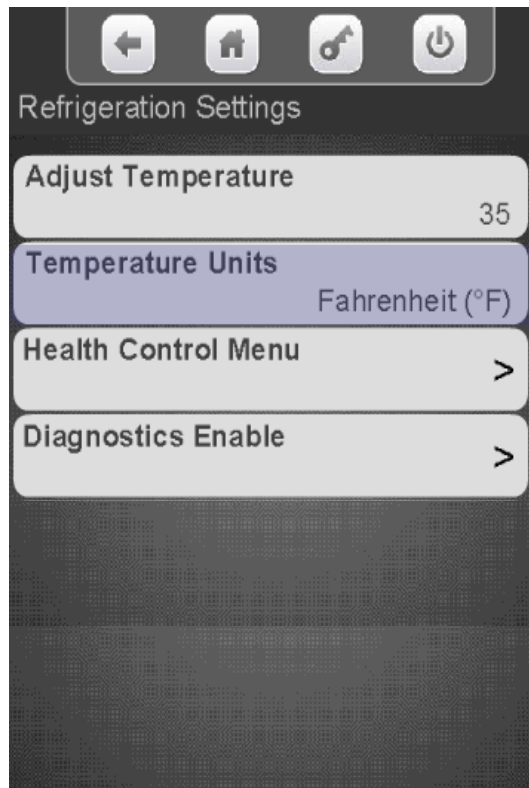 Refrigeration Settings
Adjust Temperature
35
Temperature Units
Fahrenheit (°F)
Health Control Menu
>
Diagnostics Enable
>